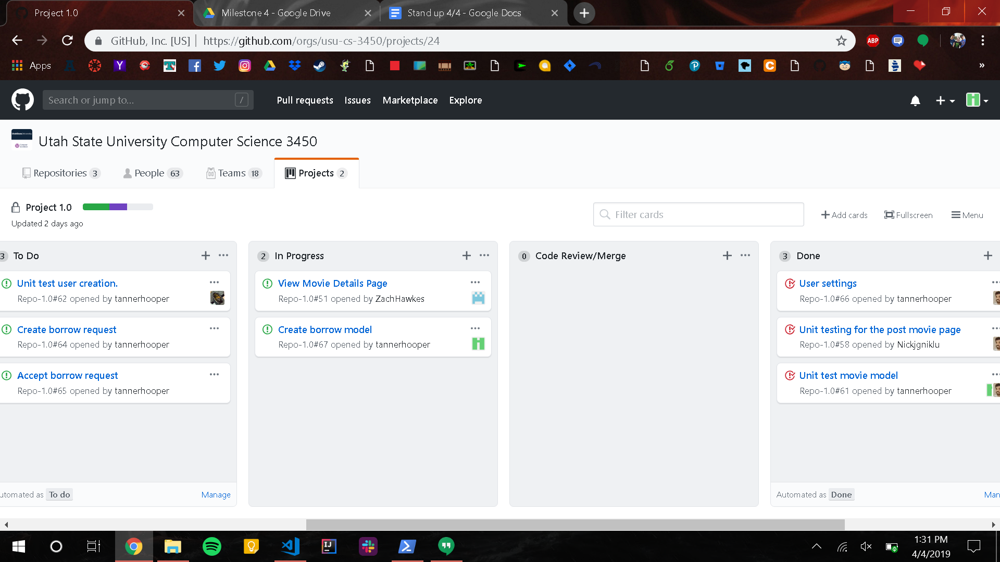 Project 1.0
Milestone 4 - Google Drive
Stand up 4/4 - Google Docs
GitHub, Inc. [US] | https://github.com/orgs/usu-cs-3450/projects/24
ABP
Apps
Search or jump to... /
Pull requests Issues Marketplace Explore
Utah State University Computer Science 3450
Repositories 3 People 63 Teams 18 Projects 2
Project 1.0
Updated 2 days ago
Filter cards
Add cards Fullscreen Menu
3 To Do
Unit test user creation.
Repo-1.0#62 opened by tannerhooper
Create borrow request
Repo-1.0#64 opened by tannerhooper
Accept borrow request
Repo-1.0#65 opened by tannerhooper
utomated as To do Manage
2 In Progress
View Movie Details Page
Repo-1.0#51 opened by ZachHawkes
Create borrow model
Repo-1.0#67 opened by tannerhooper
0 Code Review/Merge
3 Done
User settings
Repo-1.0#66 opened by tannerhooper
Unit testing for the post movie page
Repo-1.0#58 opened by Nickjgniklu
Unit test movie model
Repo-1.0#61 opened by tannerhooper
Automated as Done Man
1:31 PM
4/4/2019